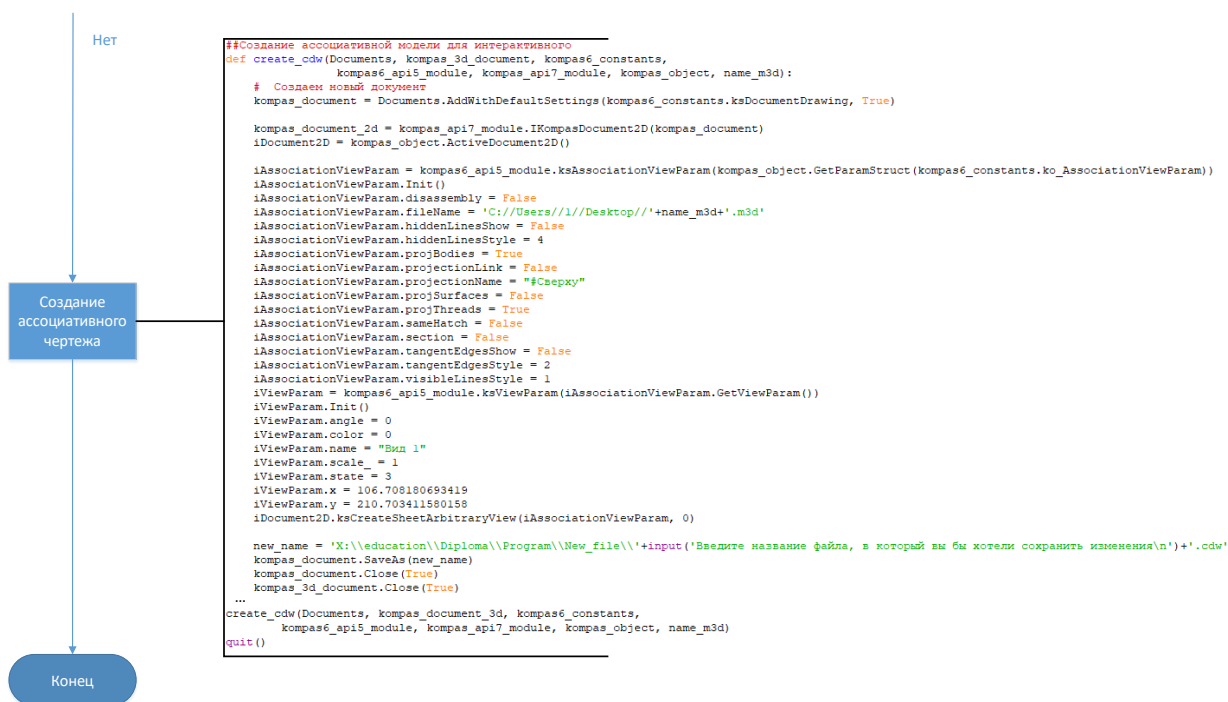 Нет
##Создание ассоциативной модели для интерактивного
def create_cdw(Documents, kompas_3d_document, kompas6_constants,
kompas6_api5_module, kompas_api7_module, kompas_object, name_m3d):
# Создаем новый документ
kompas_document = Documents.AddWithDefaultSettings(kompas6_constants.ksDocumentDrawing, True)
kompas_document_2d = kompas_api7_module.IKompasDocument2D(kompas_document)
iDocument2D = kompas_object.ActiveDocument2D()
iAssociationViewParam = kompas6_api5_module.ksAssociationViewParam(kompas_object.GetParamStruct(kompas6_constants.ko_AssociationViewParam))
iAssociationViewParam.Init()
iAssociationViewParam.disassembly = False
iAssociationViewParam.fileName = 'C://Users//1//Desktop//'+name_m3d+'.m3d'
iAssociationViewParam.hiddenLinesShow = False
iAssociationViewParam.hiddenLinesStyle = 4
iAssociationViewParam.projBodies = True
iAssociationViewParam.projectionLink = False
iAssociationViewParam.projectionName = "#Сверху"
iAssociationViewParam.projSurfaces = False
iAssociationViewParam.projThreads = True
iAssociationViewParam.sameHatch = False
iAssociationViewParam.section = False
iAssociationViewParam.tangentEdgesShow = False
iAssociationViewParam.tangentEdgesStyle = 2
iAssociationViewParam.visibleLinesStyle = 1
iViewParam = kompas6_api5_module.ksViewParam(iAssociationViewParam.GetViewParam())
iViewParam.Init()
iViewParam.angle = 0
iViewParam.color = 0
iViewParam.name = "Вид 1"
iViewParam.scale_ = 1
iViewParam.state = 3
iViewParam.x = 106.708180693419
iViewParam.y = 210.703411580158
iDocument2D.ksCreateSheetArbitraryView(iAssociationViewParam, 0)
new_name = 'X:\\education\\Diploma\\Program\\New_file\\'+input('Введите название файла, в который вы бы хотели сохранить изменения\n')+'.cdw'
kompas_document.SaveAs(new_name)
kompas_document.Close(True)
kompas_3d_document.Close(True)
...
create_cdw(Documents, kompas_document_3d, kompas6_constants,
kompas6_api5_module, kompas_api7_module, kompas_object, name_m3d)
quit()
Создание
ассоциативного
чертежа
Конец